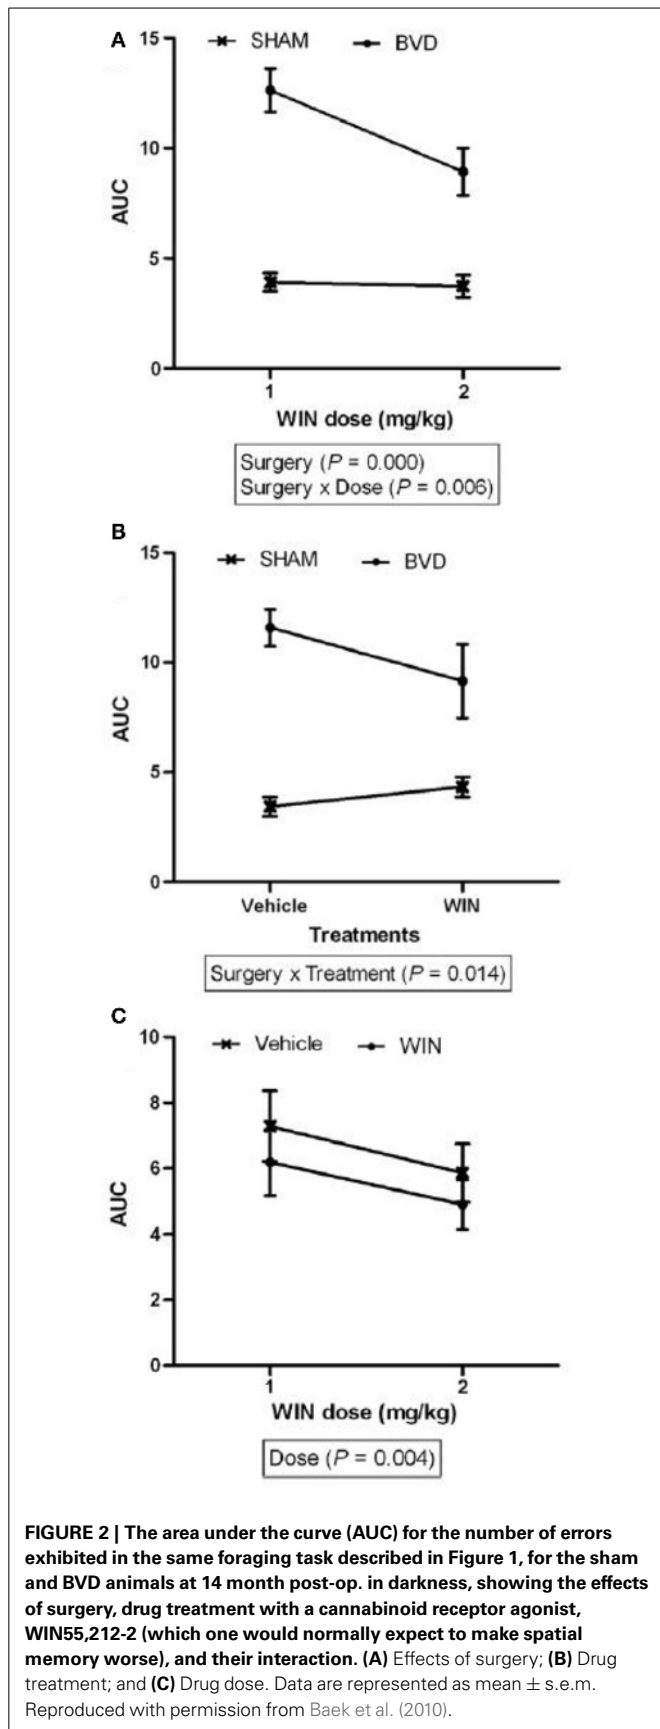 A
SHAM BVD
15
10
5
0
AUC
1 2
WIN dose (mg/kg)
Surgery (P = 0.000)
Surgery x Dose (P = 0.006)
B
SHAM BVD
15
10
5
0
AUC
Vehicle WIN
Treatments
Surgery x Treatment (P = 0.014)
C
Vehicle WIN
10
8
6
4
2
0
AUC
1 2
WIN dose (mg/kg)
Dose (P = 0.004)
FIGURE 2 | The area under the curve (AUC) for the number of errors
exhibited in the same foraging task described in Figure 1, for the sham
and BVD animals at 14 month post-op. in darkness, showing the effects
of surgery, drug treatment with a cannabinoid receptor agonist,
WIN55,212-2 (which one would normally expect to make spatial
memory worse), and their interaction. (A) Effects of surgery; (B) Drug
treatment; and (C) Drug dose. Data are represented as mean ± s.e.m.
Reproduced with permission from Baek et al. (2010).